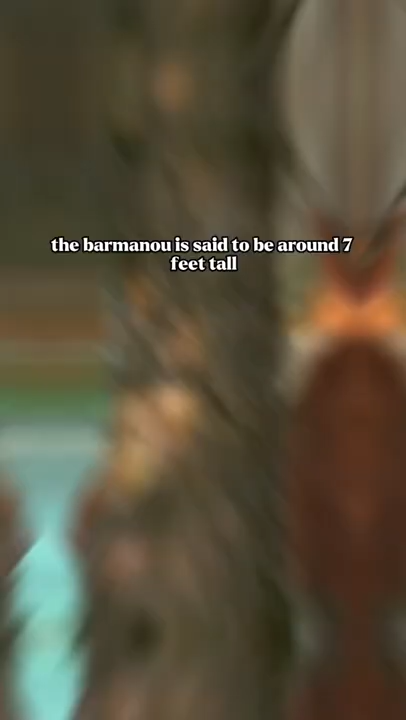 the barmanou is said to be around 7
feet tall